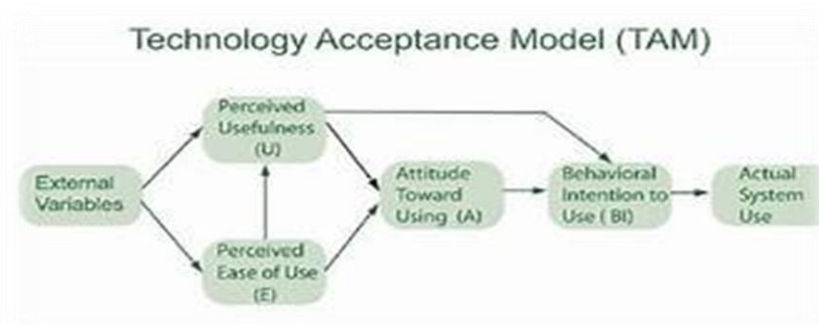 Technology Acceptance Model (TAM)
Perceived
Usefulness
(U)
External
Variables
Attitude
Toward
Using (A)
Behavioral
Intention to
Use ( BI)
Actual
System
Use
Perceived
Ease of Use
(E)